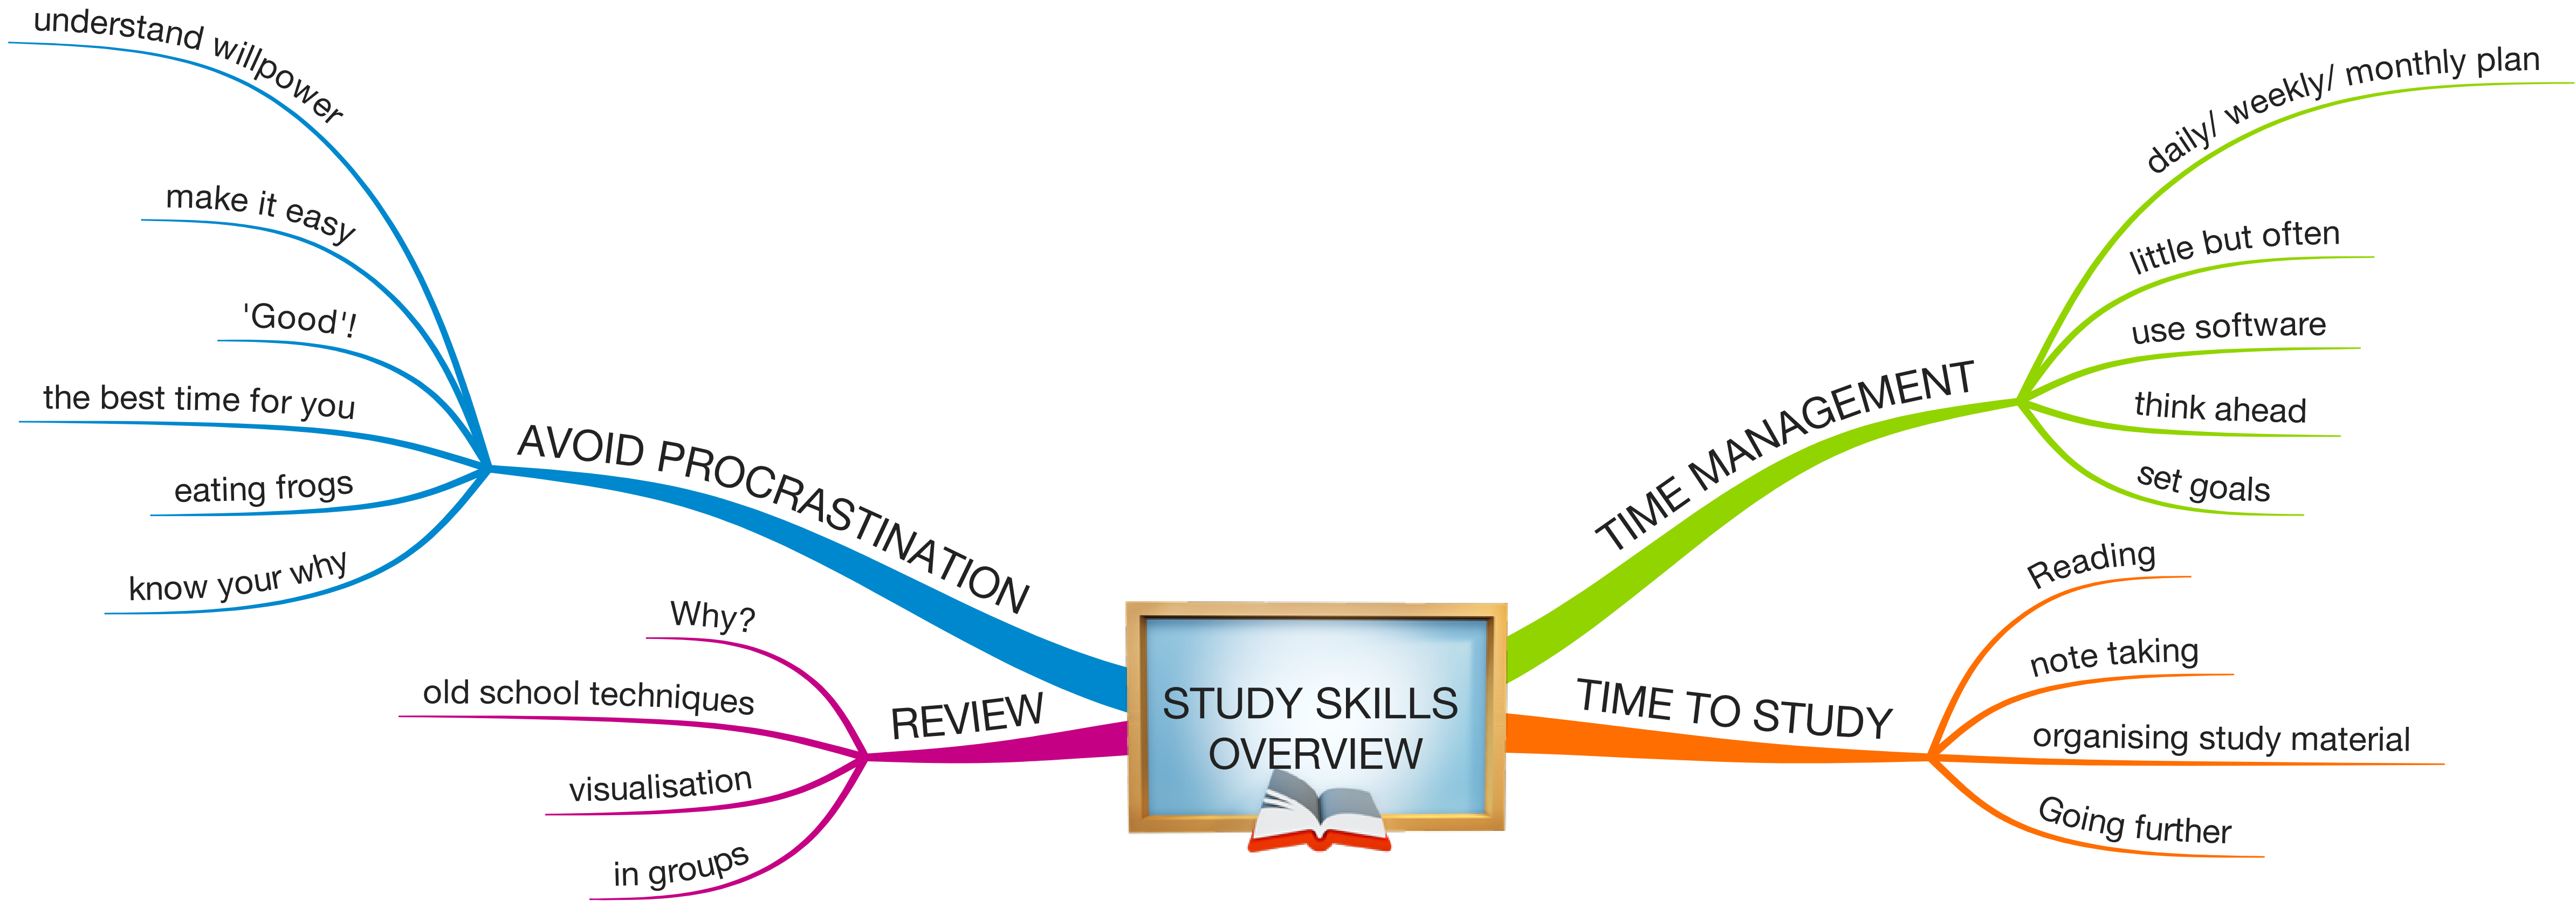 STUDY SKILLS
OVERVIEW
TIME MANAGEMENT
daily/ weekly/ monthly plan
little but often
use software
think ahead
set goals
TIME TO STUDY
Reading
note taking
organising study material
Going further
REVIEW
Why?
old school techniques
visualisation
in groups
AVOID PROCRASTINATION
understand willpower
make it easy
'Good'!
the best time for you
eating frogs
know your why